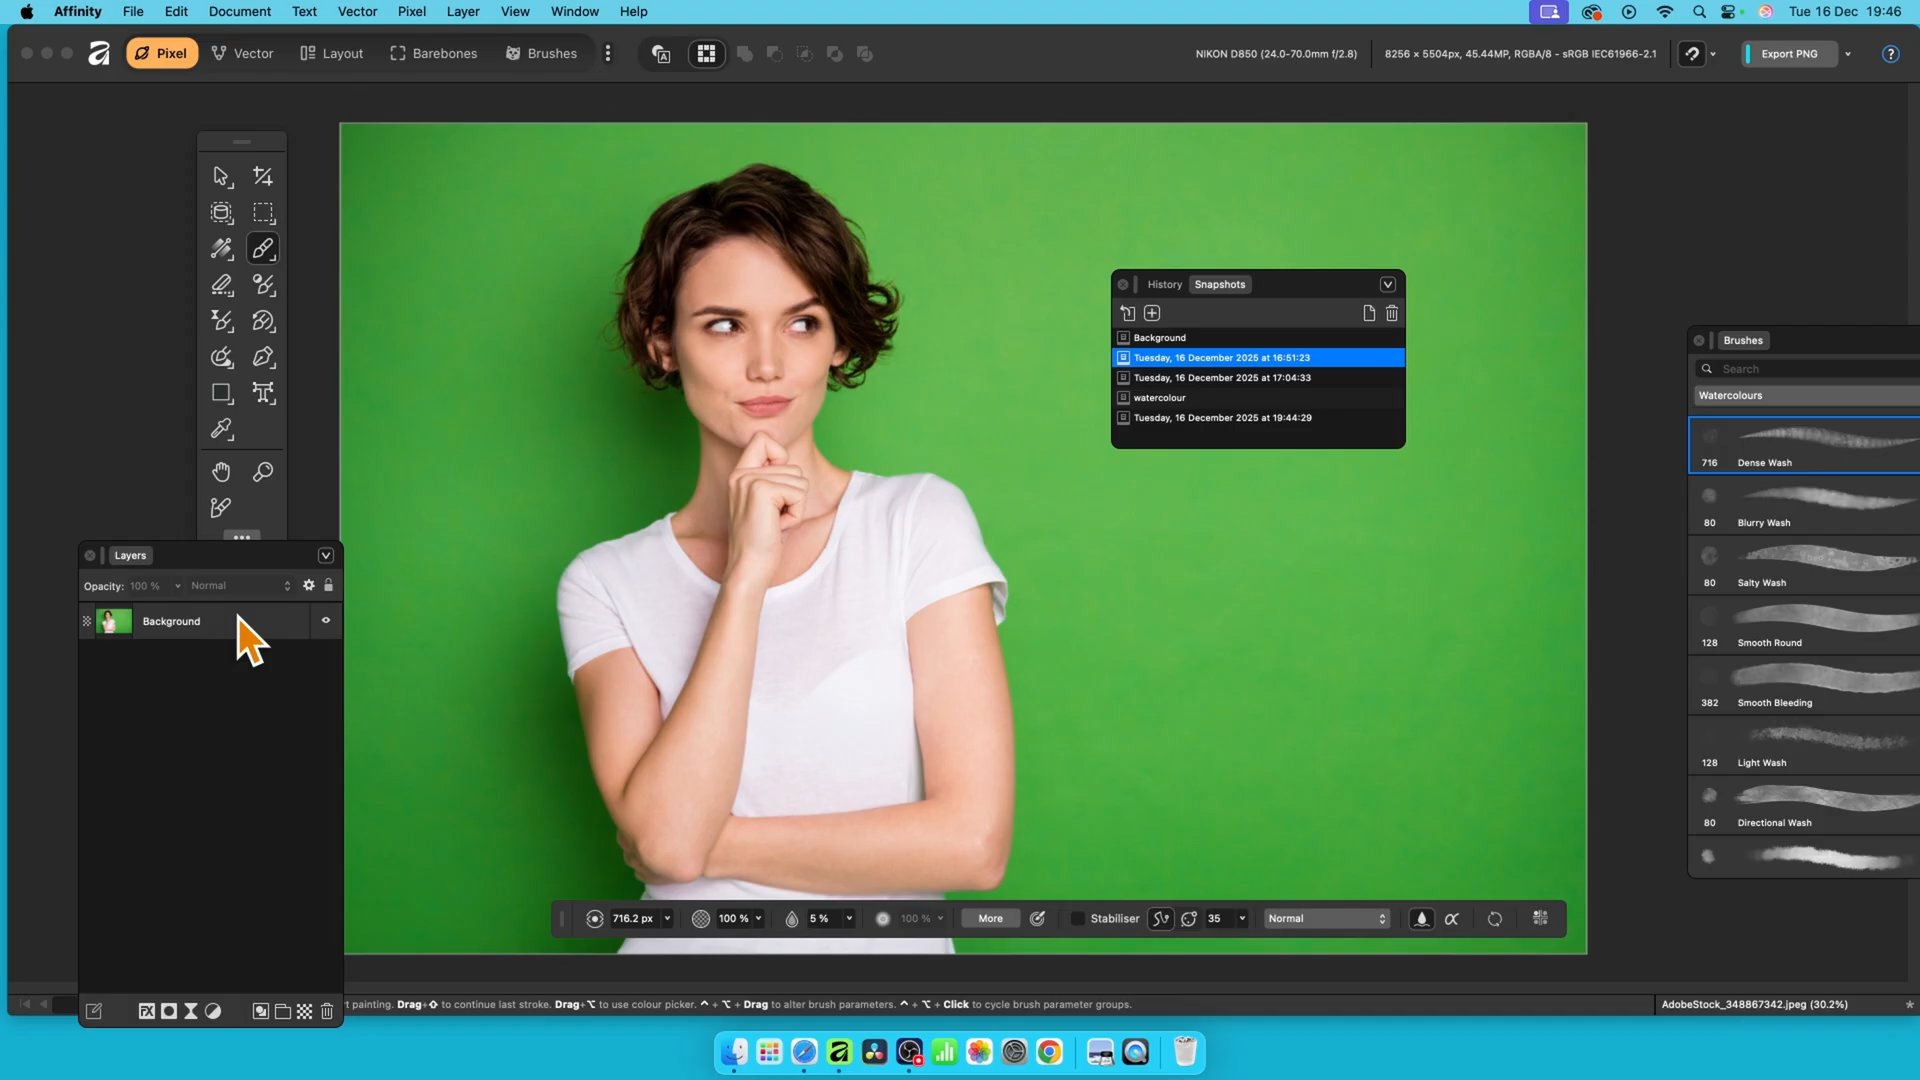 Affinity File Edit Document Text Vector Pixel Layer View Window Help Tue 16 Dec 19:46
Pixel Vector Layout Barebones Brushes NIKON D850 (24.0-70.0mm f/2.8) 8256 × 5504px, 45.44MP, RGBA/8 - sRGB IEC61966-2.1 Export PNG ?
History Snapshots
Background
Tuesday, 16 December 2025 at 16:51:23
Tuesday, 16 December 2025 at 17:04:33
watercolour
Tuesday, 16 December 2025 at 19:44:29
Brushes
Search
Watercolours
716 Dense Wash
80 Blurry Wash
80 Salty Wash
128 Smooth Round
382 Smooth Bleeding
128 Light Wash
80 Directional Wash
Layers
Opacity: 100 % Normal
Background
716.2 px 100 % 5 % 100 % More Stabiliser 35 Normal
FX
rt painting. Drag+⇧ to continue last stroke. Drag+⌥ to use colour picker. ⌃ + ⌥ + Drag to alter brush parameters. ⌃ + ⌥ + Click to cycle brush parameter groups.
AdobeStock_348867342.jpeg (30.2%) *